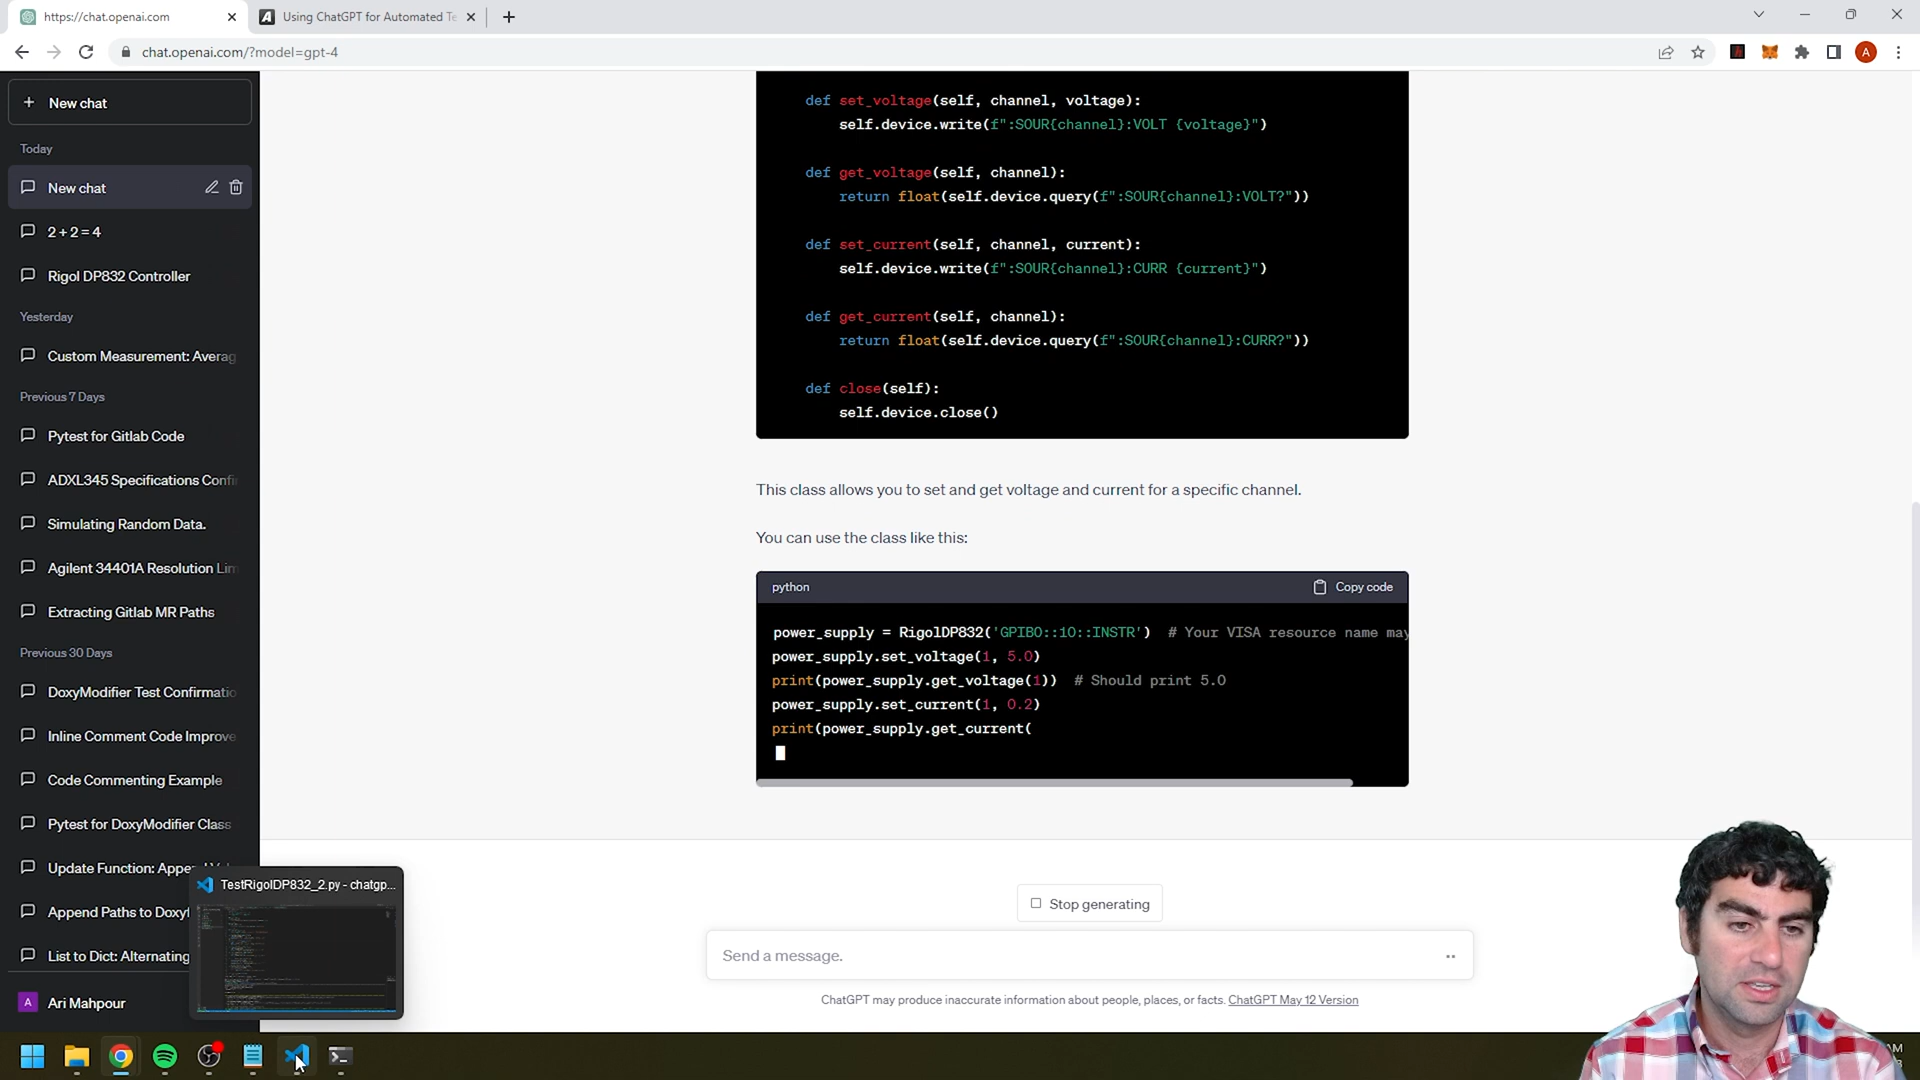 https://chat.openai.com
Using ChatGPT for Automated Te
chat.openai.com/?model=gpt-4
A
New chat
Today
New chat
2 + 2 = 4
Rigol DP832 Controller
Yesterday
Custom Measurement: Averag
Previous 7 Days
Pytest for Gitlab Code
ADXL345 Specifications Confi
Simulating Random Data.
Agilent 34401A Resolution Lim
Extracting Gitlab MR Paths
Previous 30 Days
DoxyModifier Test Confirmatio
Inline Comment Code Improve
Code Commenting Example
Pytest for DoxyModifier Class
Update Function: Appe
Append Paths to Doxyf
List to Dict: Alternating
A Ari Mahpour
TestRigolDP832_2.py - chatgp...
def set_voltage(self, channel, voltage):
self.device.write(f":SOUR{channel}:VOLT {voltage}")
def get_voltage(self, channel):
return float(self.device.query(f":SOUR{channel}:VOLT?"))
def set_current(self, channel, current):
self.device.write(f":SOUR{channel}:CURR {current}")
def get_current(self, channel):
return float(self.device.query(f":SOUR{channel}:CURR?"))
def close(self):
self.device.close()
This class allows you to set and get voltage and current for a specific channel.
You can use the class like this:
python
Copy code
power_supply = RigolDP832('GPIB0::10::INSTR') # Your VISA resource name may
power_supply.set_voltage(1, 5.0)
print(power_supply.get_voltage(1)) # Should print 5.0
power_supply.set_current(1, 0.2)
print(power_supply.get_current(
Stop generating
Send a message.
ChatGPT may produce inaccurate information about people, places, or facts. ChatGPT May 12 Version